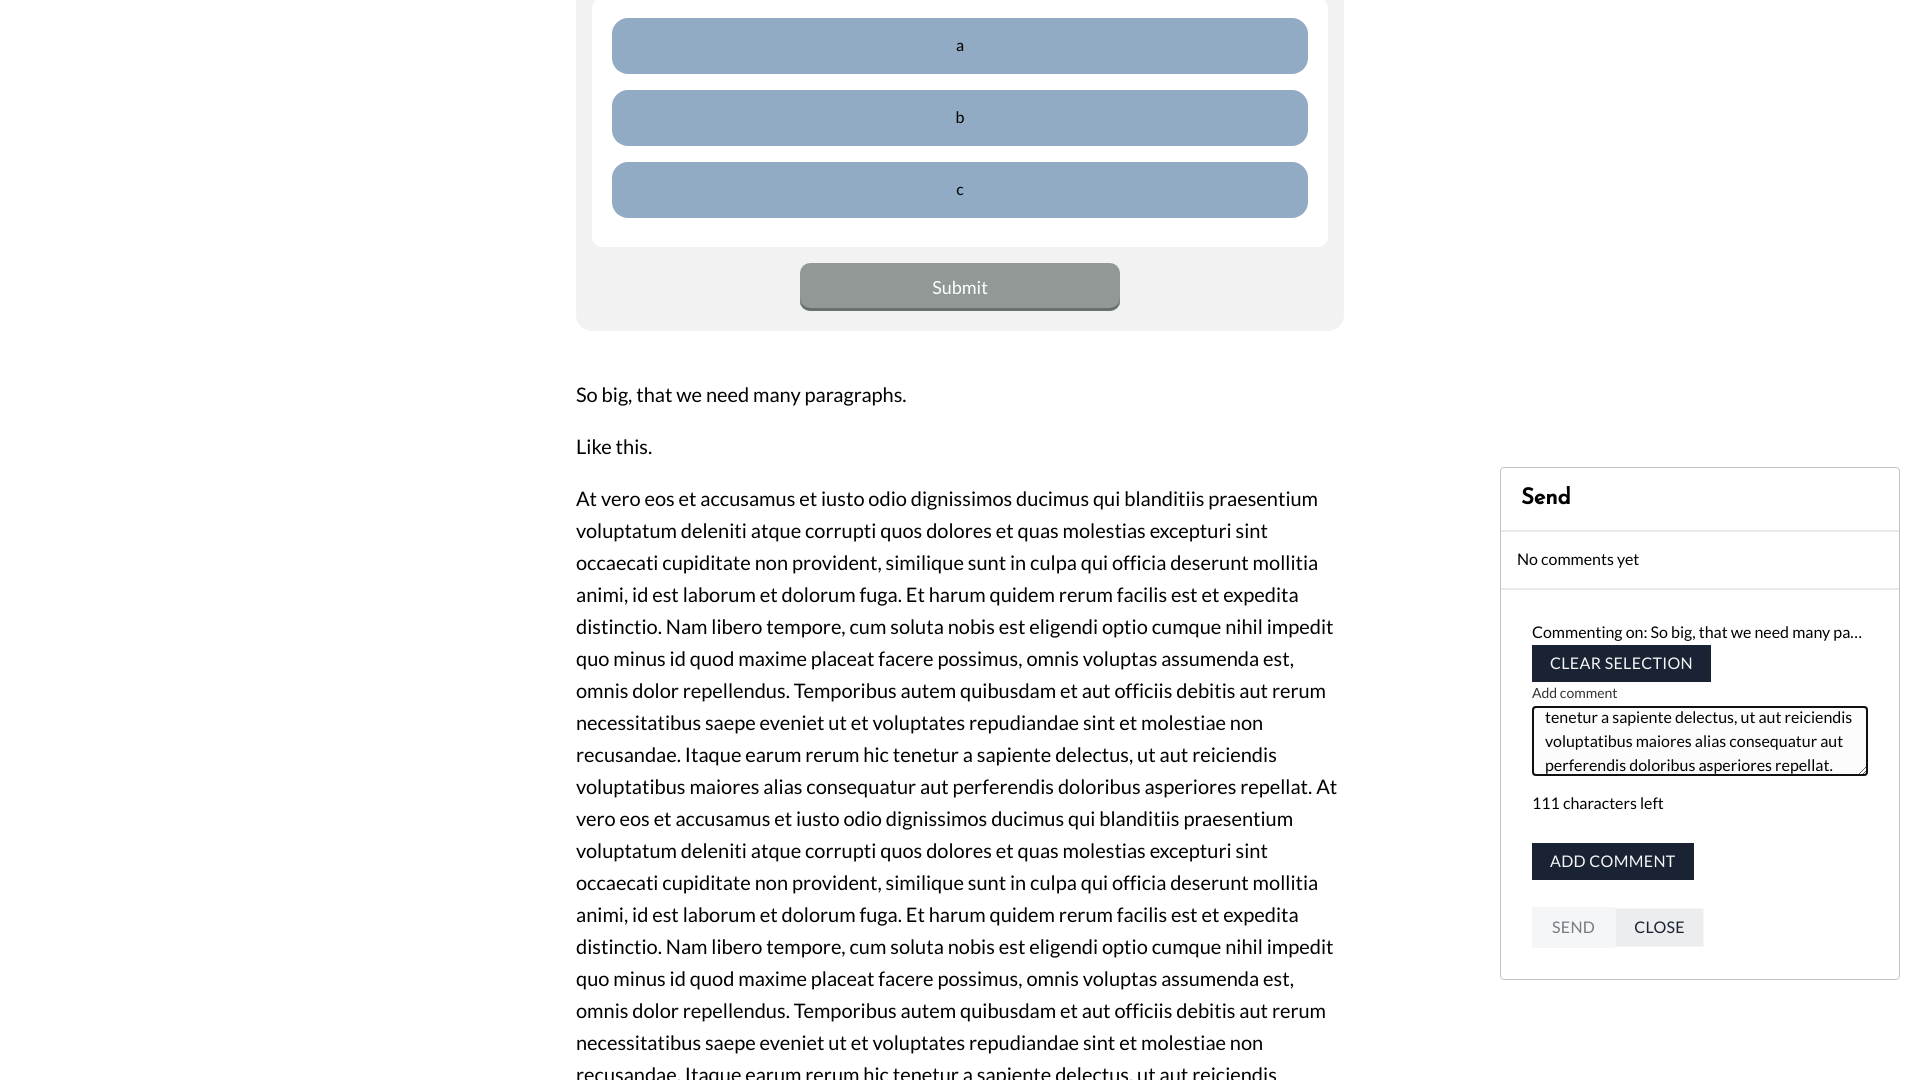 a
b
c
Submit
So big, that we need many paragraphs.
Like this.
At vero eos et accusamus et iusto odio dignissimos ducimus qui blanditiis praesentium
voluptatum deleniti atque corrupti quos dolores et quas molestias excepturi sint
occaecati cupiditate non provident, similique sunt in culpa qui officia deserunt mollitia
animi, id est laborum et dolorum fuga. Et harum quidem rerum facilis est et expedita
distinctio. Nam libero tempore, cum soluta nobis est eligendi optio cumque nihil impedit
quo minus id quod maxime placeat facere possimus, omnis voluptas assumenda est,
omnis dolor repellendus. Temporibus autem quibusdam et aut officiis debitis aut rerum
necessitatibus saepe eveniet ut et voluptates repudiandae sint et molestiae non
recusandae. Itaque earum rerum hic tenetur a sapiente delectus, ut aut reiciendis
voluptatibus maiores alias consequatur aut perferendis doloribus asperiores repellat. At
vero eos et accusamus et iusto odio dignissimos ducimus qui blanditiis praesentium
voluptatum deleniti atque corrupti quos dolores et quas molestias excepturi sint
occaecati cupiditate non provident, similique sunt in culpa qui officia deserunt mollitia
animi, id est laborum et dolorum fuga. Et harum quidem rerum facilis est et expedita
distinctio. Nam libero tempore, cum soluta nobis est eligendi optio cumque nihil impedit
quo minus id quod maxime placeat facere possimus, omnis voluptas assumenda est,
omnis dolor repellendus. Temporibus autem quibusdam et aut officiis debitis aut rerum
necessitatibus saepe eveniet ut et voluptates repudiandae sint et molestiae non
recusandae. Itaque earum rerum hic tenetur a sapiente delectus, ut aut reiciendis
Send
No comments yet
Commenting on: So big, that we need many pa...
CLEAR SELECTION
Add comment
tenetur a sapiente delectus, ut aut reiciendis
voluptatibus maiores alias consequatur aut
perferendis doloribus asperiores repellat.
111 characters left
ADD COMMENT
SEND
CLOSE